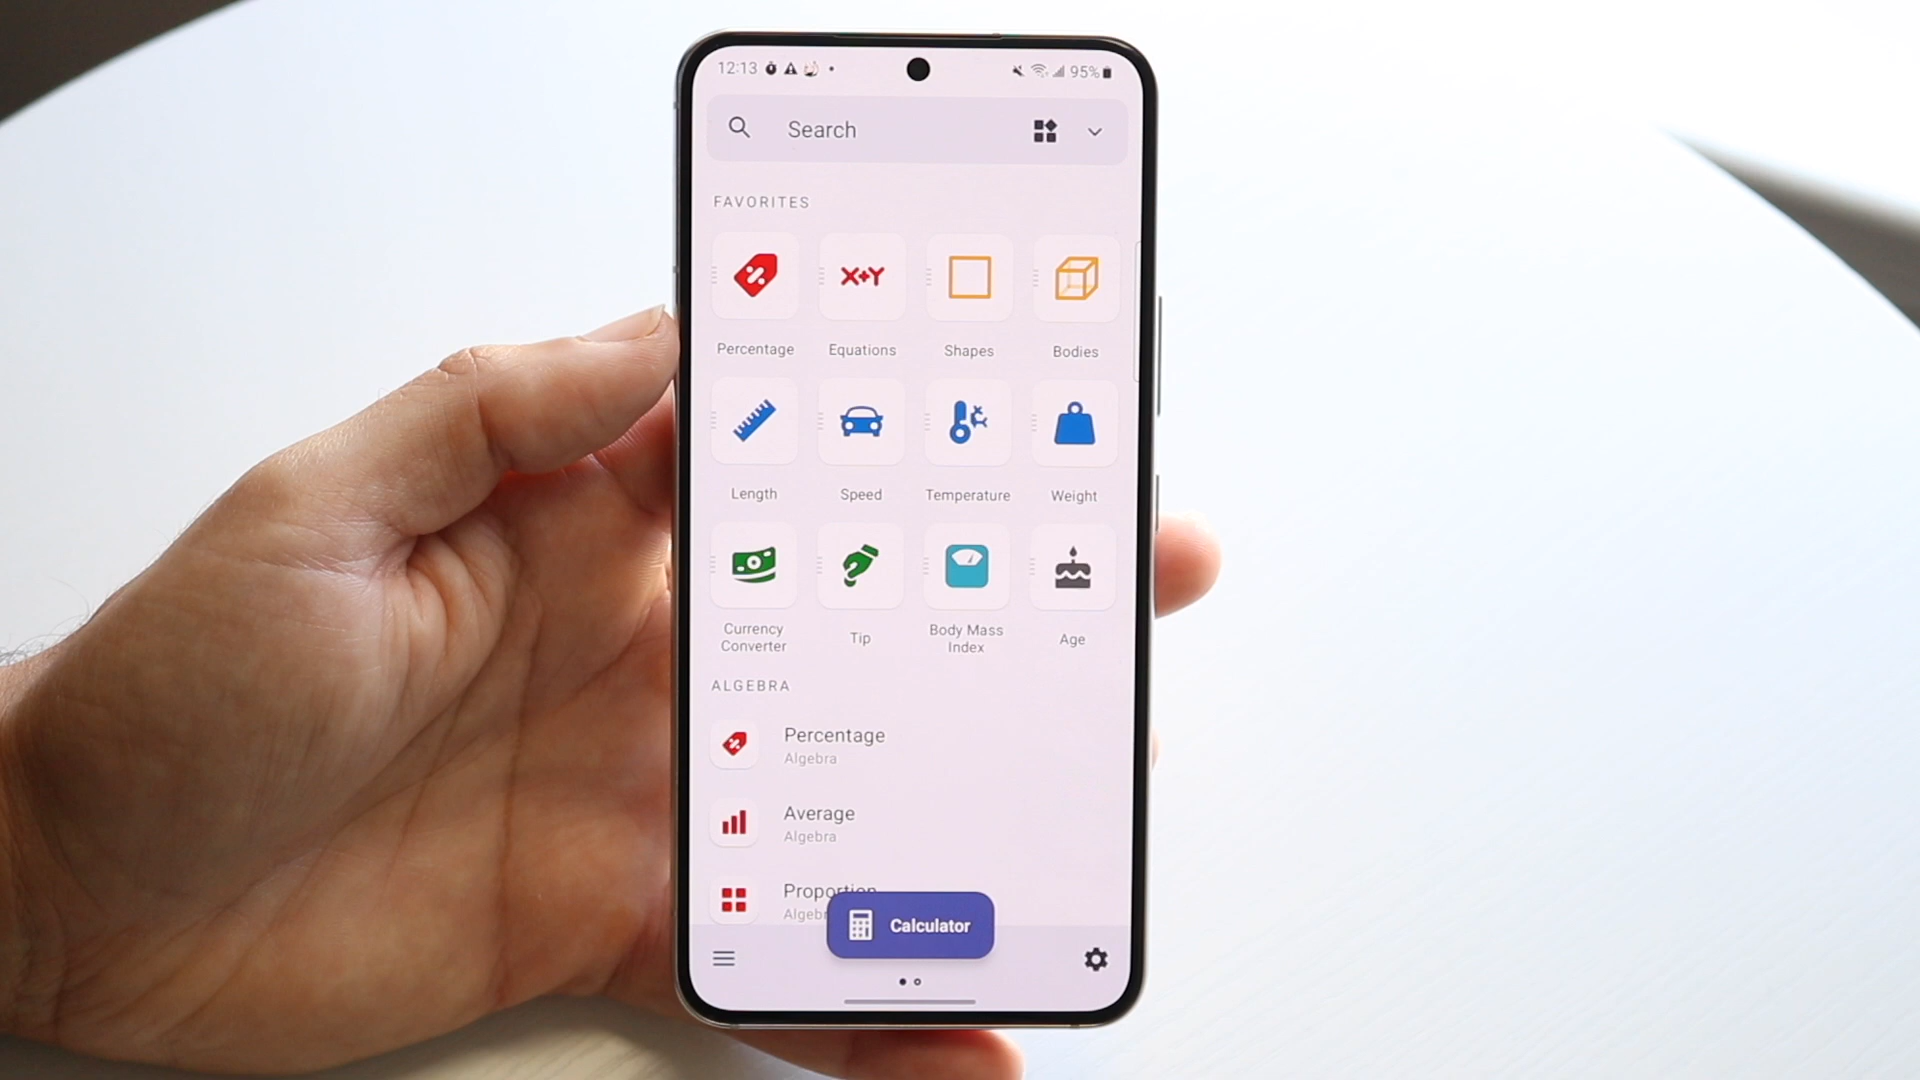 12:13 95%
Search
FAVORITES
X+Y
Percentage Equations Shapes Bodies
Length Speed Temperature Weight
Currency Converter Tip Body Mass Index Age
ALGEBRA
Percentage
Algebra
Average
Algebra
Proportion
Algebr
Calculator